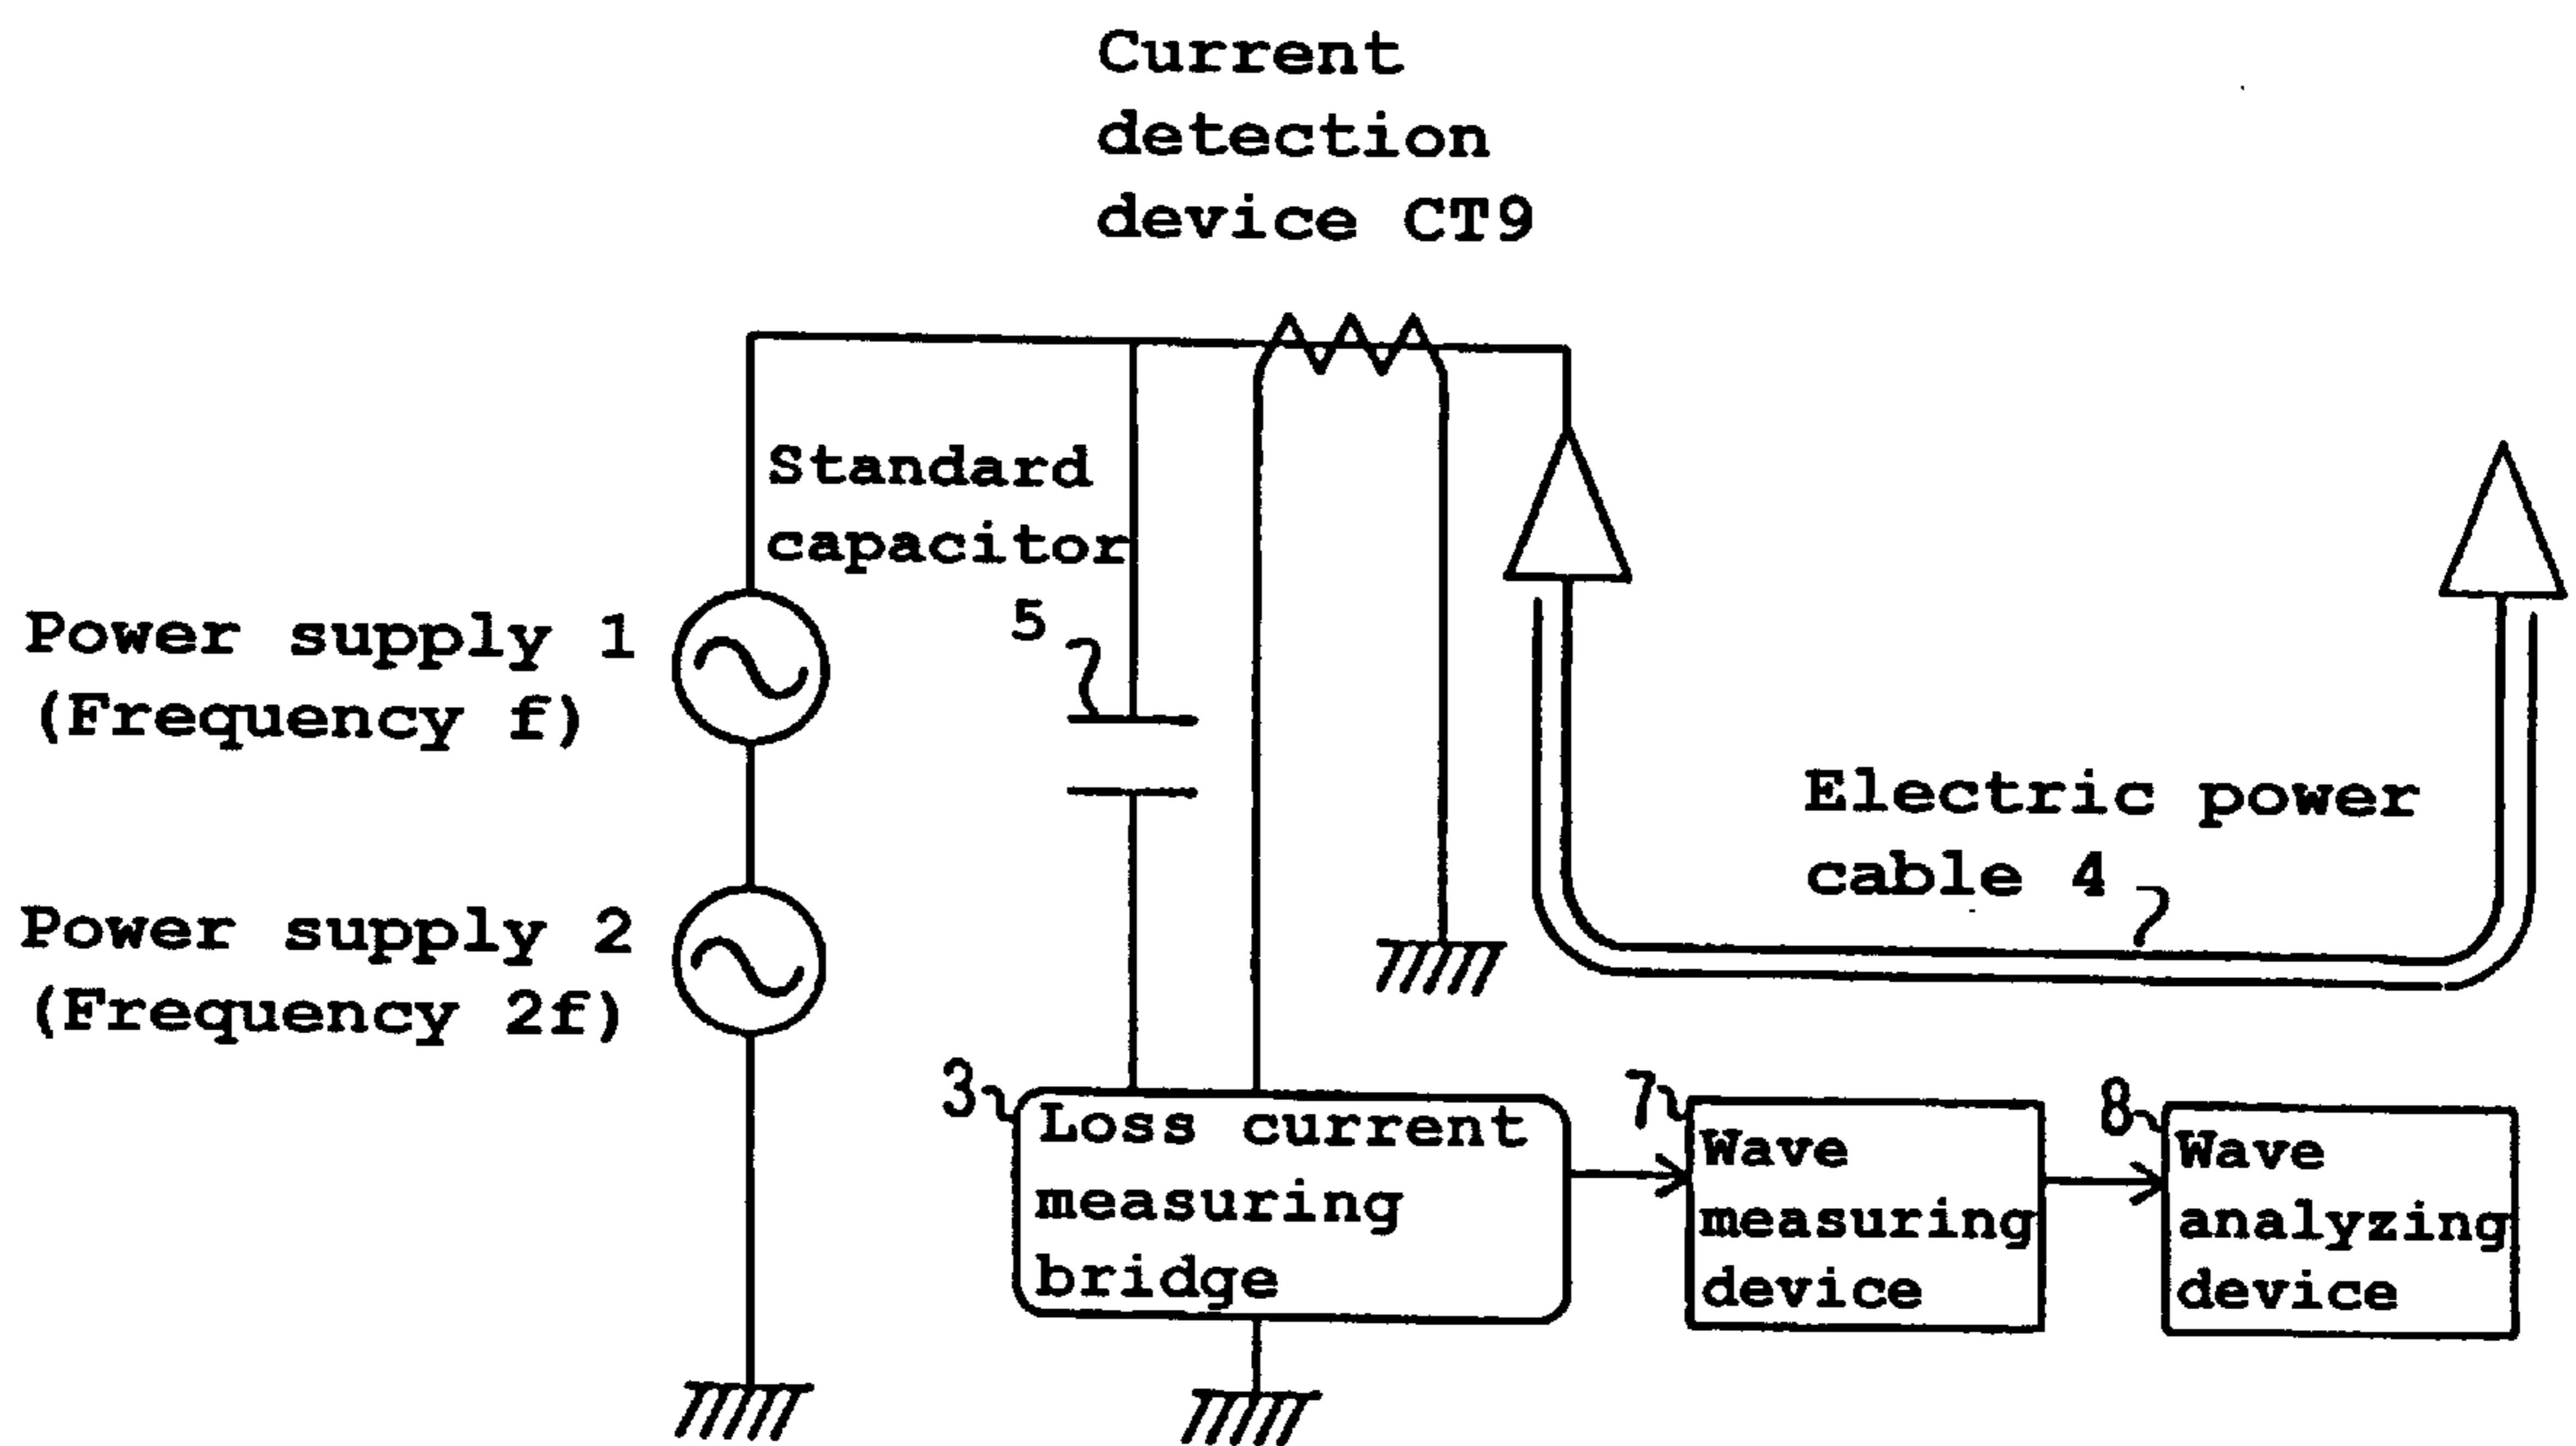 Current
detection
device CT9
Standard
capacitor
5
Power supply 1
(Frequency f)
Power supply 2
(Frequency 2f)
Electric power
cable 4
3
Loss current
measuring
bridge
7
Wave
measuring
device
8
Wave
analyzing
device